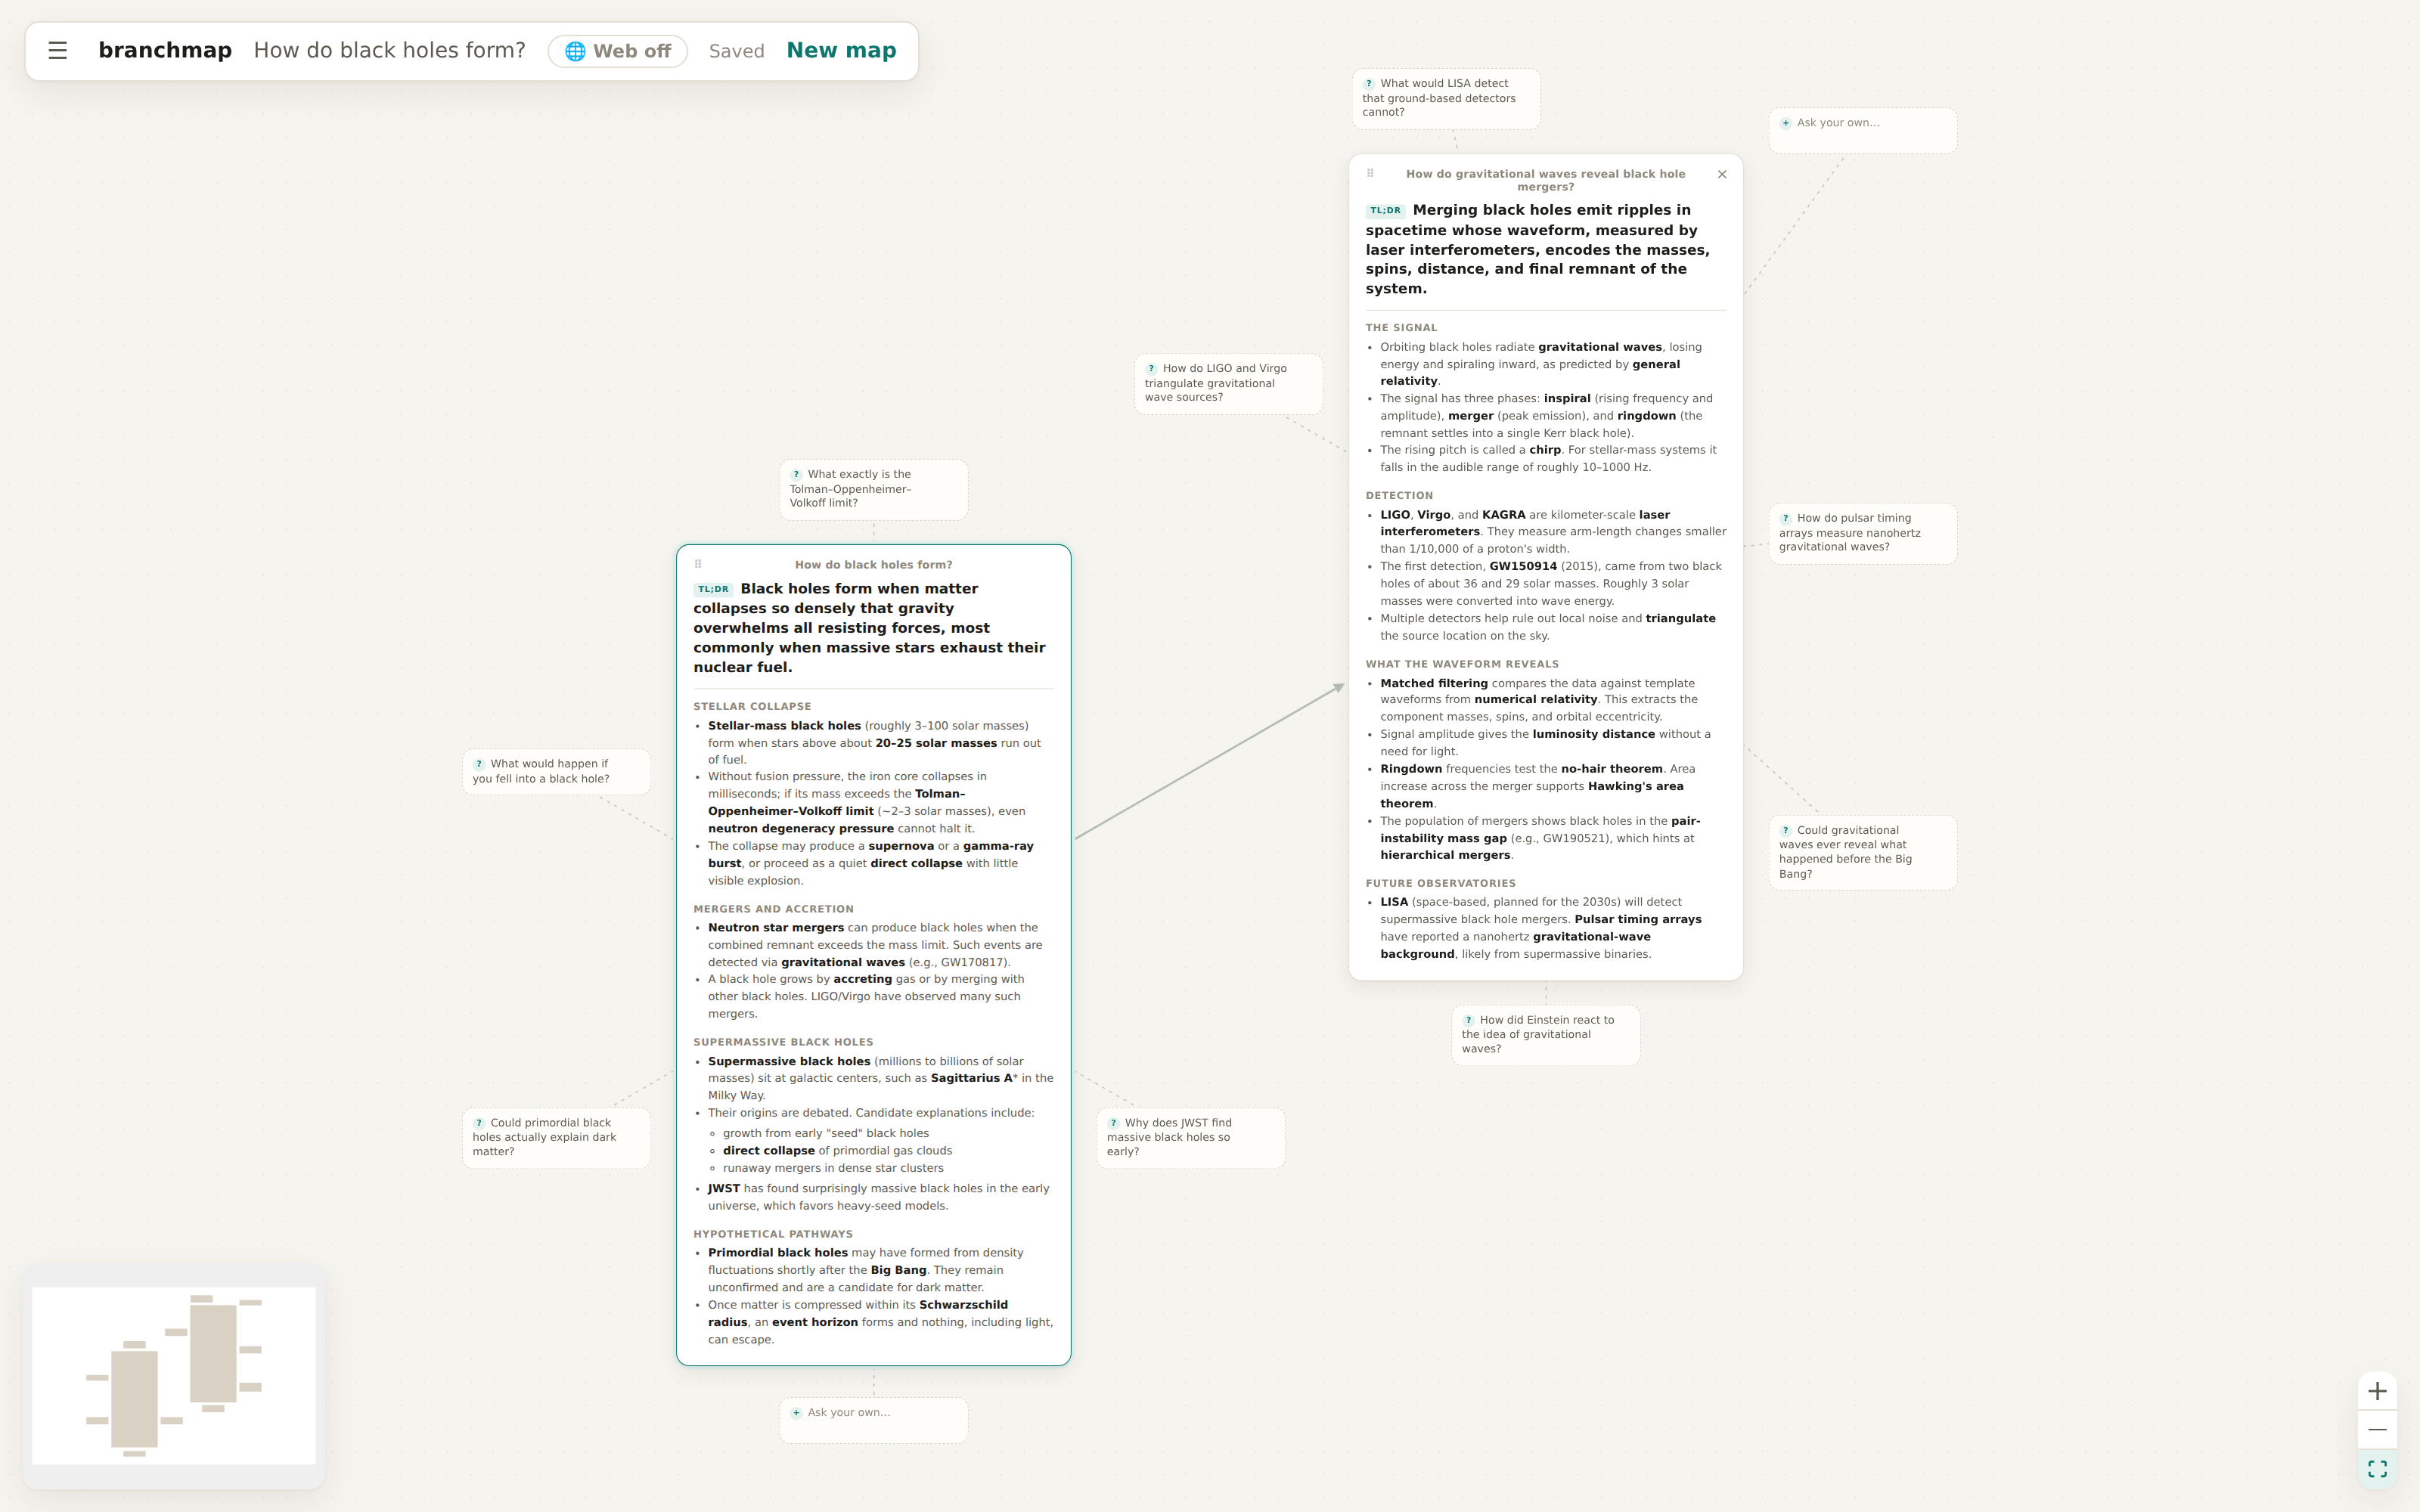 branchmap How do black holes form? Web off Saved New map
What would LISA detect
that ground-based detectors
cannot?
Ask your own…
How do gravitational waves reveal black hole
mergers?
TL;DR Merging black holes emit ripples in
spacetime whose waveform, measured by
laser interferometers, encodes the masses,
spins, distance, and final remnant of the
system.
THE SIGNAL
• Orbiting black holes radiate gravitational waves, losing
energy and spiraling inward, as predicted by general
relativity.
• The signal has three phases: inspiral (rising frequency and
amplitude), merger (peak emission), and ringdown (the
remnant settles into a single Kerr black hole).
• The rising pitch is called a chirp. For stellar-mass systems it
falls in the audible range of roughly 10–1000 Hz.
DETECTION
• LIGO, Virgo, and KAGRA are kilometer-scale laser
interferometers. They measure arm-length changes smaller
than 1/10,000 of a proton's width.
• The first detection, GW150914 (2015), came from two black
holes of about 36 and 29 solar masses. Roughly 3 solar
masses were converted into wave energy.
• Multiple detectors help rule out local noise and triangulate
the source location on the sky.
WHAT THE WAVEFORM REVEALS
• Matched filtering compares the data against template
waveforms from numerical relativity. This extracts the
component masses, spins, and orbital eccentricity.
• Signal amplitude gives the luminosity distance without a
need for light.
• Ringdown frequencies test the no-hair theorem. Area
increase across the merger supports Hawking's area
theorem.
• The population of mergers shows black holes in the pair-
instability mass gap (e.g., GW190521), which hints at
hierarchical mergers.
FUTURE OBSERVATORIES
• LISA (space-based, planned for the 2030s) will detect
supermassive black hole mergers. Pulsar timing arrays
have reported a nanohertz gravitational-wave
background, likely from supermassive binaries.
How do LIGO and Virgo
triangulate gravitational
wave sources?
How do pulsar timing
arrays measure nanohertz
gravitational waves?
Could gravitational
waves ever reveal what
happened before the Big
Bang?
How did Einstein react to
the idea of gravitational
waves?
What exactly is the
Tolman–Oppenheimer–
Volkoff limit?
How do black holes form?
TL;DR Black holes form when matter
collapses so densely that gravity
overwhelms all resisting forces, most
commonly when massive stars exhaust their
nuclear fuel.
STELLAR COLLAPSE
• Stellar-mass black holes (roughly 3–100 solar masses)
form when stars above about 20–25 solar masses run out
of fuel.
• Without fusion pressure, the iron core collapses in
milliseconds; if its mass exceeds the Tolman–
Oppenheimer–Volkoff limit (~2–3 solar masses), even
neutron degeneracy pressure cannot halt it.
• The collapse may produce a supernova or a gamma-ray
burst, or proceed as a quiet direct collapse with little
visible explosion.
MERGERS AND ACCRETION
• Neutron star mergers can produce black holes when the
combined remnant exceeds the mass limit. Such events are
detected via gravitational waves (e.g., GW170817).
• A black hole grows by accreting gas or by merging with
other black holes. LIGO/Virgo have observed many such
mergers.
SUPERMASSIVE BLACK HOLES
• Supermassive black holes (millions to billions of solar
masses) sit at galactic centers, such as Sagittarius A* in the
Milky Way.
• Their origins are debated. Candidate explanations include:
growth from early "seed" black holes
direct collapse of primordial gas clouds
runaway mergers in dense star clusters
• JWST has found surprisingly massive black holes in the early
universe, which favors heavy-seed models.
HYPOTHETICAL PATHWAYS
• Primordial black holes may have formed from density
fluctuations shortly after the Big Bang. They remain
unconfirmed and are a candidate for dark matter.
• Once matter is compressed within its Schwarzschild
radius, an event horizon forms and nothing, including light,
can escape.
What would happen if
you fell into a black hole?
Could primordial black
holes actually explain dark
matter?
Why does JWST find
massive black holes so
early?
Ask your own…